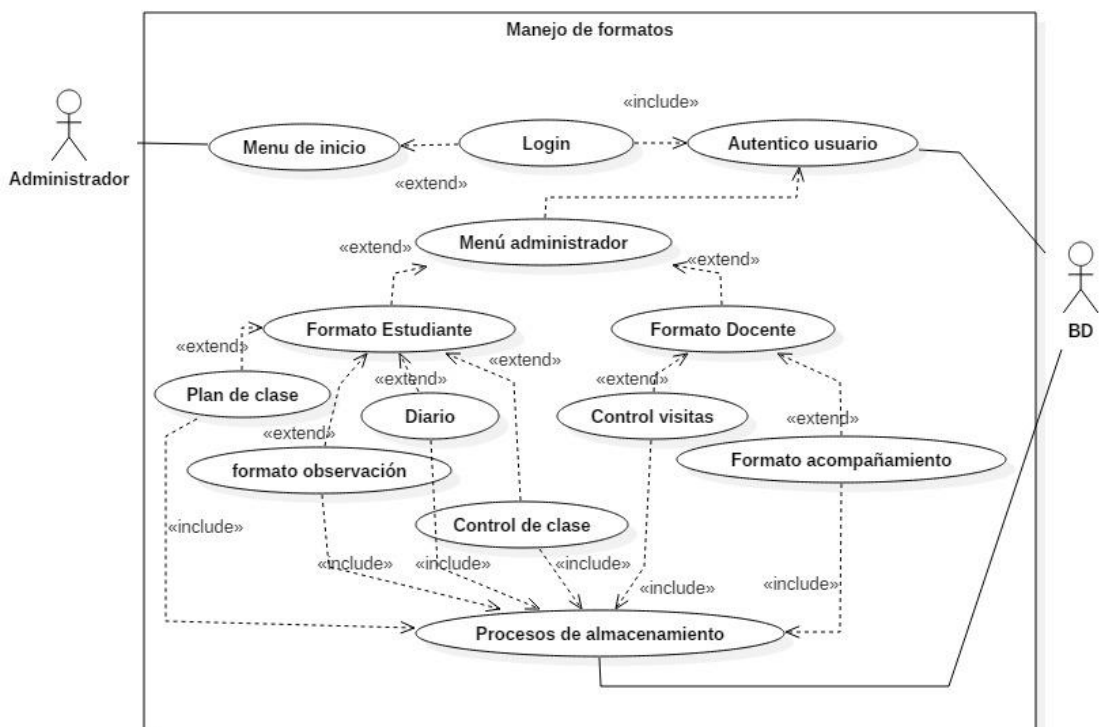 Manejo de formatos
«include»
Administrador
Menu de inicio
Login
Autentico usuario
«extend»
Menú administrador
«extend»
«extend»
BD
Formato Estudiante
Formato Docente
«extend»
«extend»
«extend»
«extend»
Plan de clase
Diario
Control visitas
«extend»
«extend»
formato observación
Formato acompañamiento
«include»
Control de clase
«include»
«include»
«include»
«include»
«include»
Procesos de almacenamiento